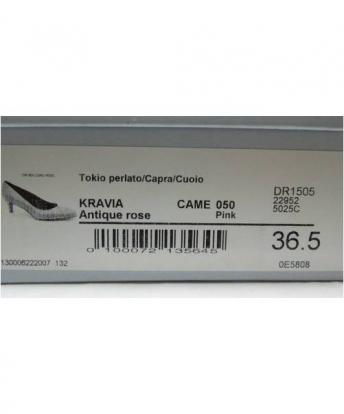 Tokio perlato/Capra/Cuoio
KRAVIA CAME 050 DR1505
Antique rose Pink 22952
5025C
0 100072 135645 36.5
130006222007 132 0E5808